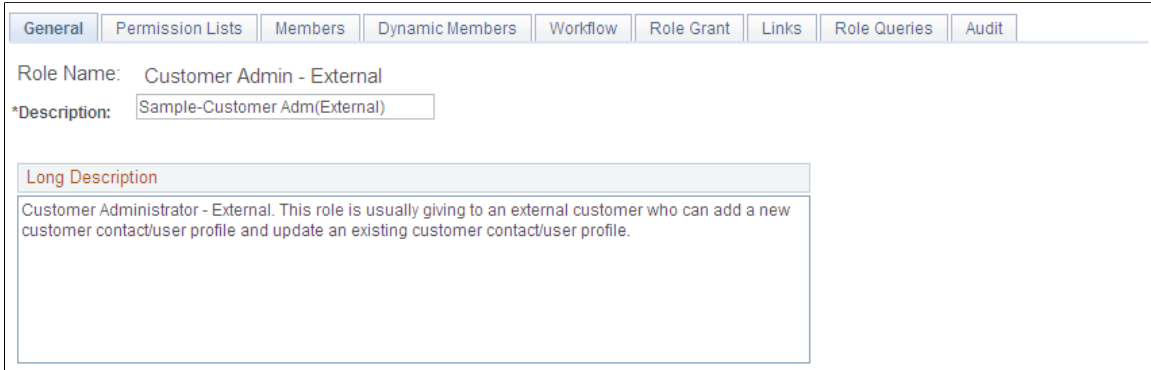 General Permission Lists Members Dynamic Members Workflow Role Grant Links Role Queries Audit
Role Name: Customer Admin - External
*Description: Sample-Customer Adm(External)
Long Description
Customer Administrator - External. This role is usually giving to an external customer who can add a new
customer contact/user profile and update an existing customer contact/user profile.